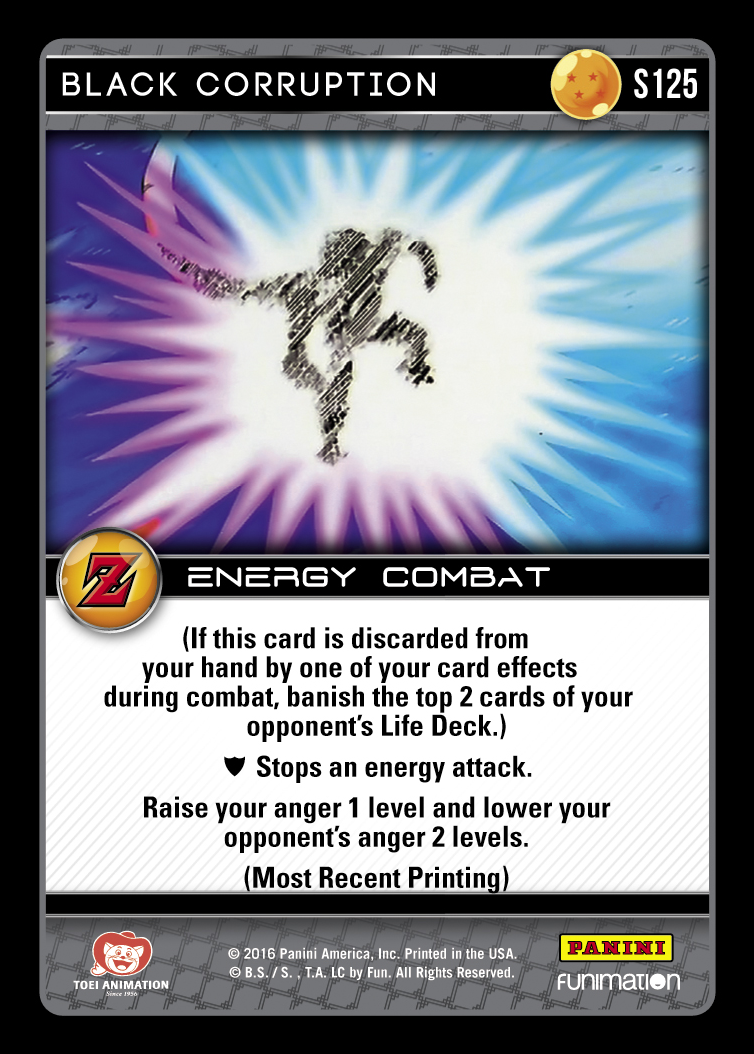 BLACK CORRUPTION
S125
Z
ENERGY COMBAT
(If this card is discarded from
your hand by one of your card effects
during combat, banish the top 2 cards of your
opponent's Life Deck.)
Stops an energy attack.
Raise your anger 1 level and lower your
opponent's anger 2 levels.
(Most Recent Printing)
TOEI ANIMATION
Since 1956
© 2016 Panini America, Inc. Printed in the USA.
© B.S. / S. , T.A. LC by Fun. All Rights Reserved.
PANINI
FUNIMATION